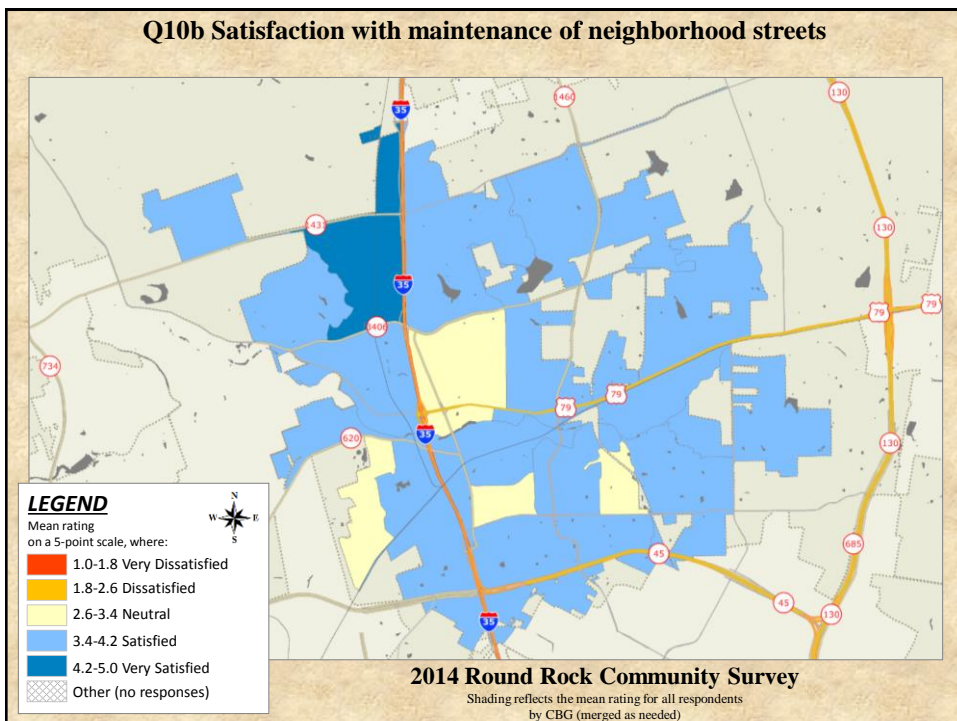 Q10b Satisfaction with maintenance of neighborhood streets
35
1460
130
1431
130
35
79
79
3406
734
79
79
35
620
130
45
685
45
130
35
LEGEND
N
W E
S
Mean rating
on a 5-point scale, where:
1.0-1.8 Very Dissatisfied
1.8-2.6 Dissatisfied
2.6-3.4 Neutral
3.4-4.2 Satisfied
4.2-5.0 Very Satisfied
Other (no responses)
2014 Round Rock Community Survey
Shading reflects the mean rating for all respondents
by CBG (merged as needed)